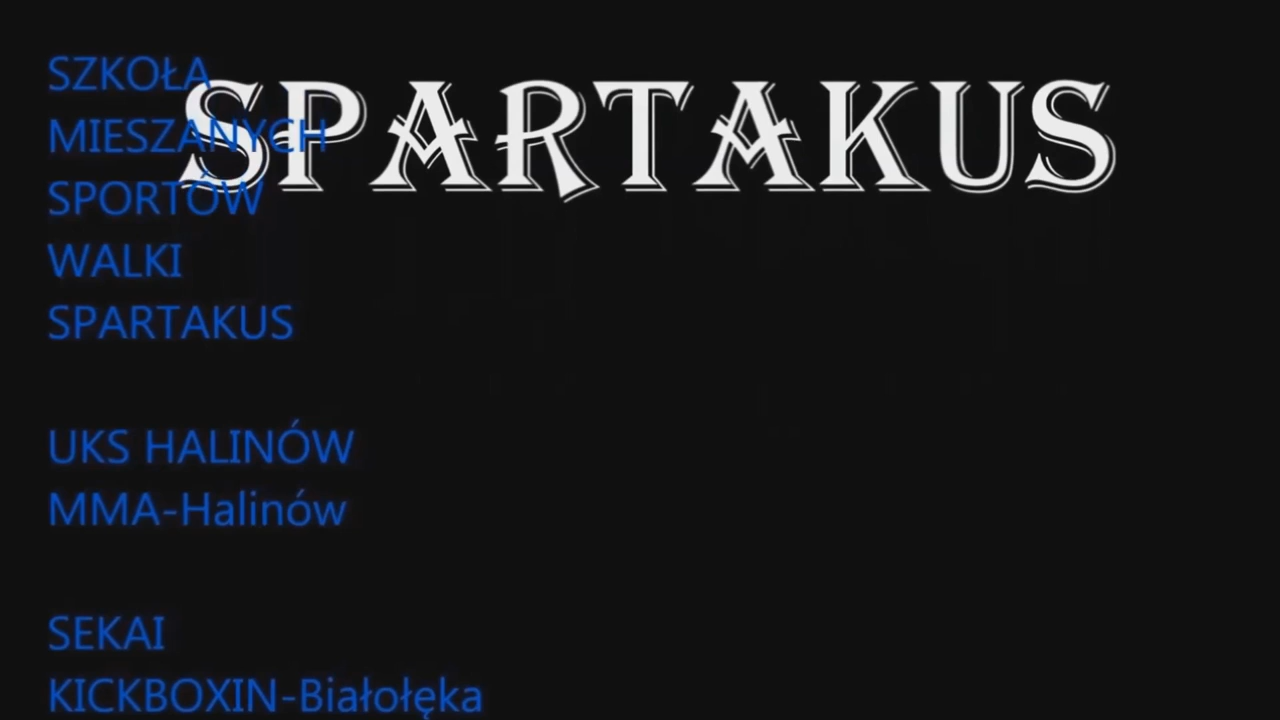 SPARTAKUS
SZKOŁA
MIESZANYCH
SPORTÓW
WALKI
SPARTAKUS
UKS HALINÓW
MMA-Halinów
SEKAI
KICKBOXIN-Białołęka